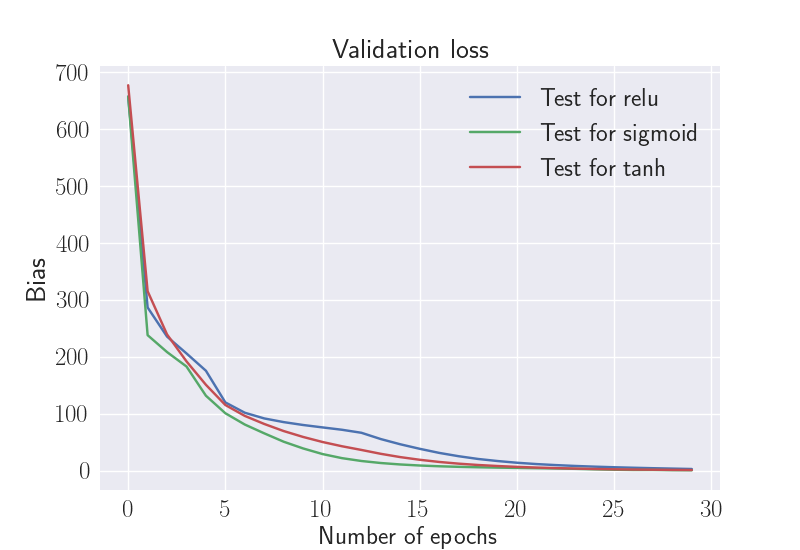 Validation loss
700
600
500
400
300
200
100
0
Bias
Test for relu
Test for sigmoid
Test for tanh
0 5 10 15 20 25 30
Number of epochs